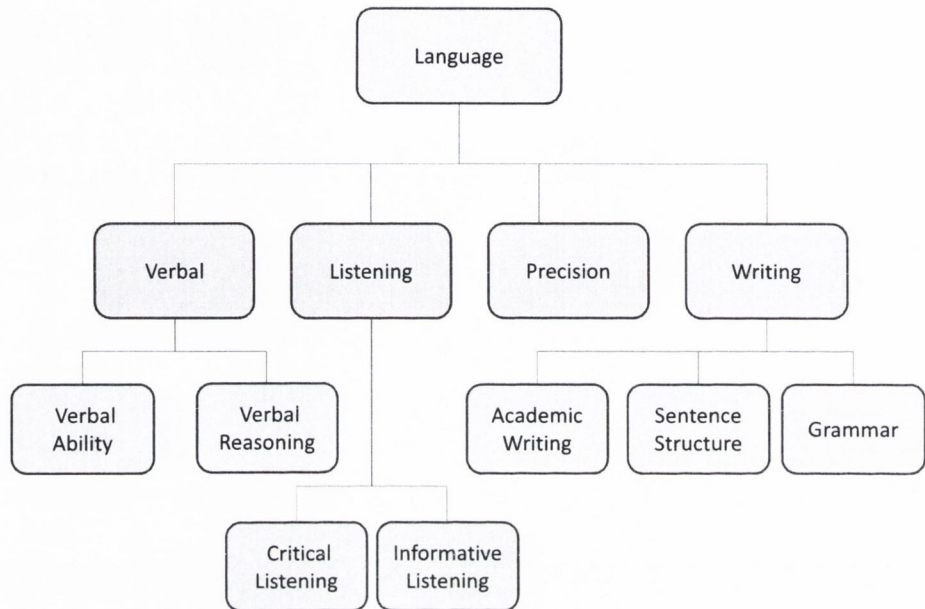 Language
Verbal
Listening
Precision
Writing
Verbal
Ability
Verbal
Reasoning
Academic
Writing
Sentence
Structure
Grammar
Critical
Listening
Informative
Listening